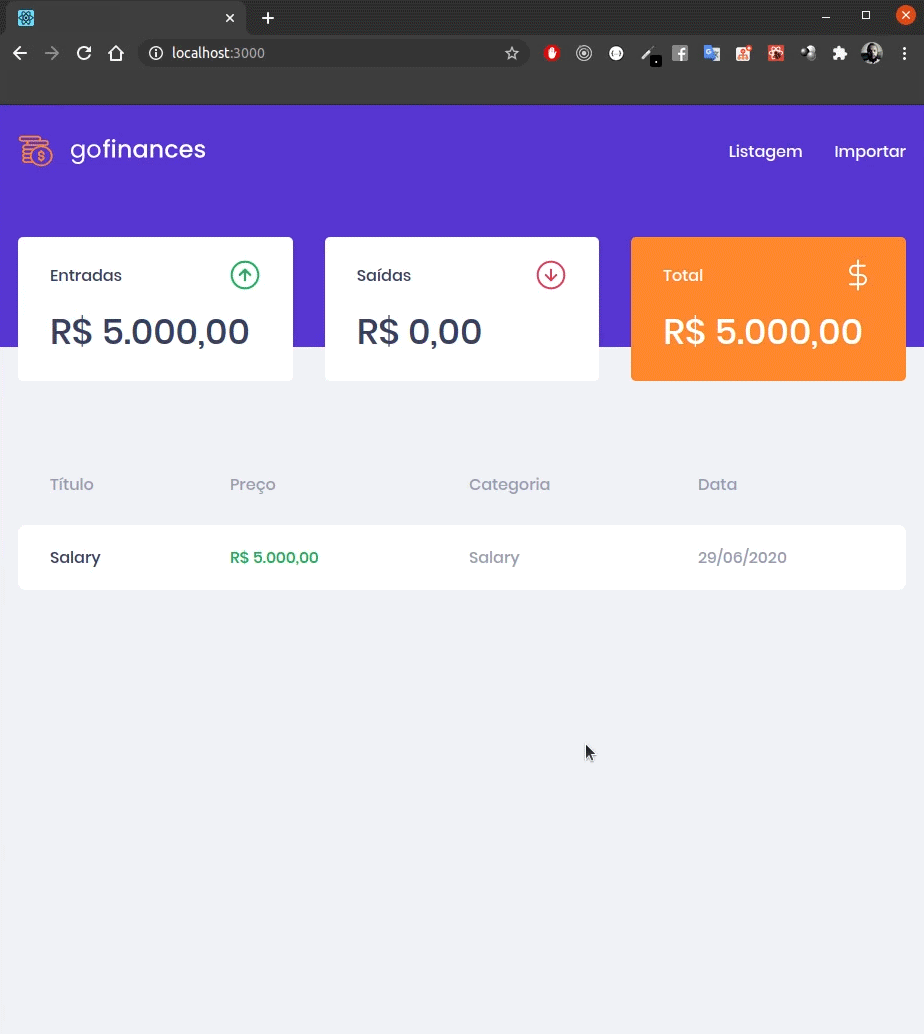 localhost:3000
gofinances
Listagem Importar
Entradas
R$ 5.000,00
Saídas
R$ 0,00
Total
R$ 5.000,00
Título Preço Categoria Data
Salary R$ 5.000,00 Salary 29/06/2020